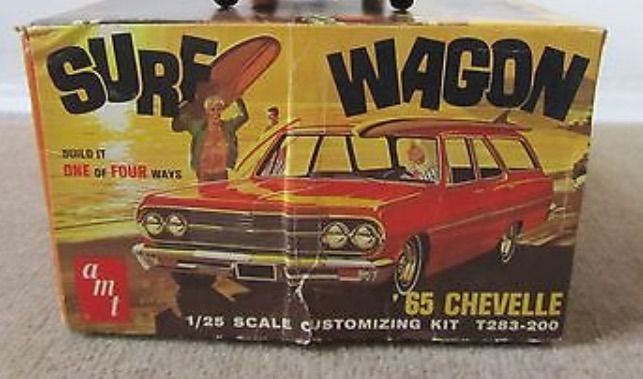 SURF WAGON
BUILD IT
ONE OF FOUR WAYS
amt
'65 CHEVELLE
1/25 SCALE CUSTOMIZING KIT T283-200